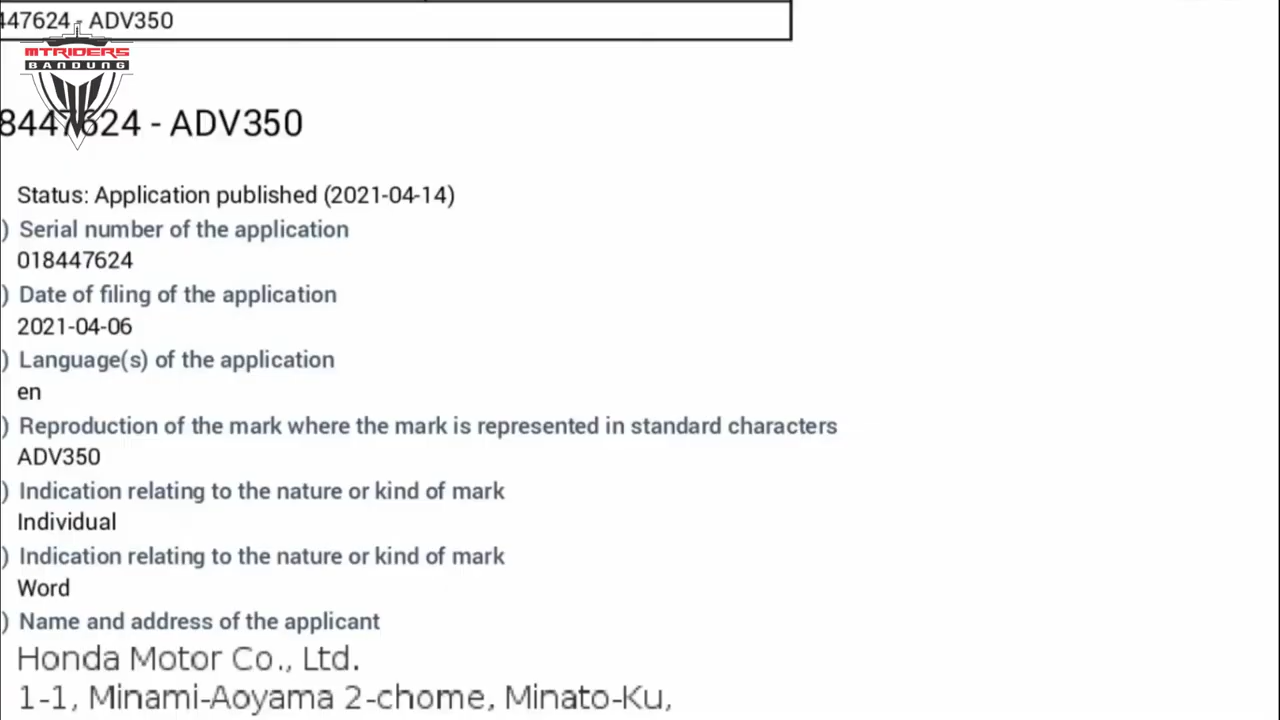 447624 - ADV350
MTRIDERS
BANDUNG
8447624 - ADV350
Status: Application published (2021-04-14)
) Serial number of the application
018447624
) Date of filing of the application
2021-04-06
) Language(s) of the application
en
) Reproduction of the mark where the mark is represented in standard characters
ADV350
) Indication relating to the nature or kind of mark
Individual
) Indication relating to the nature or kind of mark
Word
) Name and address of the applicant
Honda Motor Co., Ltd.
1-1, Minami-Aoyama 2-chome, Minato-Ku,